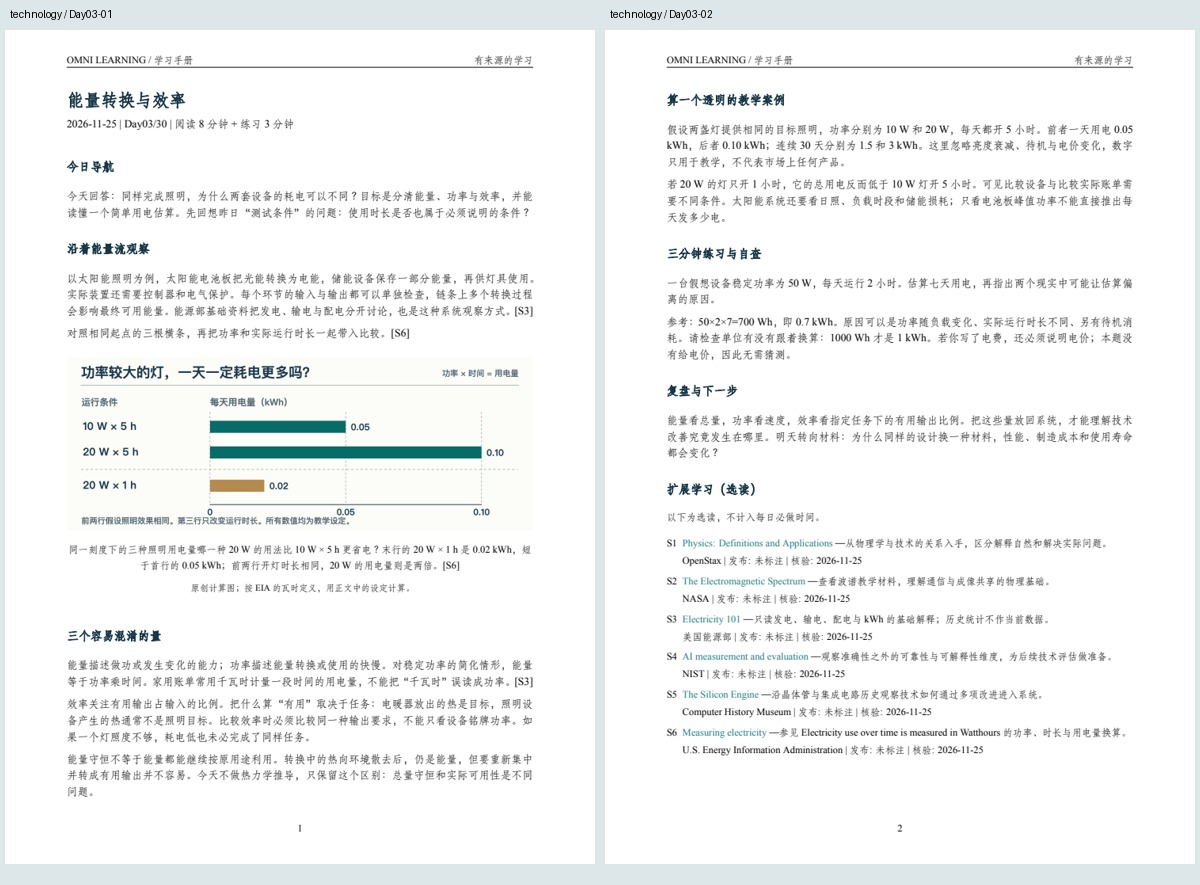 technology / Day03-01
OMNI LEARNING / 学习手册
有来源的学习
能量转换与效率
2026-11-25 | Day03/30 | 阅读 8 分钟 + 练习 3 分钟
今日导航
今天回答：同样完成照明，为什么两套设备的耗电可以不同？目标是分清能量、功率与效率，并能
读懂一个简单用电估算。先回想昨日“测试条件”的问题：使用时长是否也属于必须说明的条件？
沿着能量流观察
以太阳能照明为例，太阳能电池板把光能转换为电能，储能设备保存一部分能量，再供灯具使用。
实际装置还需要控制器和电气保护。每个环节的输入与输出都可以单独检查，链条上多个转换过程
会影响最终可用能量。能源部基础资料把发电、输电与配电分开讨论，也是这种系统观察方式。[S3]
对照相同起点的三根横条，再把功率和实际运行时长一起带入比较。[S6]
功率较大的灯，一天一定耗电更多吗？
功率 × 时间 = 用电量
运行条件
每天用电量（kWh）
10 W × 5 h
0.05
20 W × 5 h
0.10
20 W × 1 h
0.02
0
0.05
0.10
前两行假设照明效果相同。第三行只改变运行时长。所有数值均为教学设定。
同一刻度下的三种照明用电量哪一种 20 W 的用法比 10 W × 5 h 更省电？末行的 20 W × 1 h 是 0.02 kWh，短
于首行的 0.05 kWh；前两行开灯时长相同，20 W 的用电量则是两倍。[S6]
原创计算图；按 EIA 的瓦时定义，用正文中的设定计算。
三个容易混淆的量
能量描述做功或发生变化的能力；功率描述能量转换或使用的快慢。对稳定功率的简化情形，能量
等于功率乘时间。家用账单常用千瓦时计量一段时间的用电量，不能把“千瓦时”误读成功率。[S3]
效率关注有用输出占输入的比例。把什么算“有用”取决于任务：电暖器放出的热是目标，照明设
备产生的热通常不是照明目标。比较效率时必须比较同一种输出要求，不能只看设备铭牌功率。如
果一个灯照度不够，耗电低也未必完成了同样任务。
能量守恒不等于能量都能继续按原用途利用。转换中的热向环境散去后，仍是能量，但要重新集中
并转成有用输出并不容易。今天不做热力学推导，只保留这个区别：总量守恒和实际可用性是不同
问题。
1
technology / Day03-02
OMNI LEARNING / 学习手册
有来源的学习
算一个透明的教学案例
假设两盏灯提供相同的目标照明，功率分别为 10 W 和 20 W，每天都开 5 小时。前者一天用电 0.05
kWh，后者 0.10 kWh；连续 30 天分别为 1.5 和 3 kWh。这里忽略亮度衰减、待机与电价变化，数字
只用于教学，不代表市场上任何产品。
若 20 W 的灯只开 1 小时，它的总用电反而低于 10 W 灯开 5 小时。可见比较设备与比较实际账单需
要不同条件。太阳能系统还要看日照、负载时段和储能损耗；只看电池板峰值功率不能直接推出每
天发多少电。
三分钟练习与自查
一台假想设备稳定功率为 50 W，每天运行 2 小时。估算七天用电，再指出两个现实中可能让估算偏
离的原因。
参考：50×2×7=700 Wh，即 0.7 kWh。原因可以是功率随负载变化、实际运行时长不同、另有待机消
耗。请检查单位有没有跟着换算：1000 Wh 才是 1 kWh。若你写了电费，还必须说明电价；本题没
有给电价，因此无需猜测。
复盘与下一步
能量看总量，功率看速度，效率看指定任务下的有用输出比例。把这些量放回系统，才能理解技术
改善究竟发生在哪里。明天转向材料：为什么同样的设计换一种材料，性能、制造成本和使用寿命
都会变化？
扩展学习（选读）
以下为选读，不计入每日必做时间。
S1 Physics: Definitions and Applications —从物理学与技术的关系入手，区分解释自然和解决实际问题。
OpenStax | 发布: 未标注 | 核验: 2026-11-25
S2 The Electromagnetic Spectrum —查看波谱教学材料，理解通信与成像共享的物理基础。
NASA | 发布: 未标注 | 核验: 2026-11-25
S3 Electricity 101 —只读发电、输电、配电与 kWh 的基础解释；历史统计不作当前数据。
美国能源部 | 发布: 未标注 | 核验: 2026-11-25
S4 AI measurement and evaluation —观察准确性之外的可靠性与可解释性维度，为后续技术评估做准备。
NIST | 发布: 未标注 | 核验: 2026-11-25
S5 The Silicon Engine —沿晶体管与集成电路历史观察技术如何通过多项改进进入系统。
Computer History Museum | 发布: 未标注 | 核验: 2026-11-25
S6 Measuring electricity —参见 Electricity use over time is measured in Watthours 的功率、时长与用电量换算。
U.S. Energy Information Administration | 发布: 未标注 | 核验: 2026-11-25
2